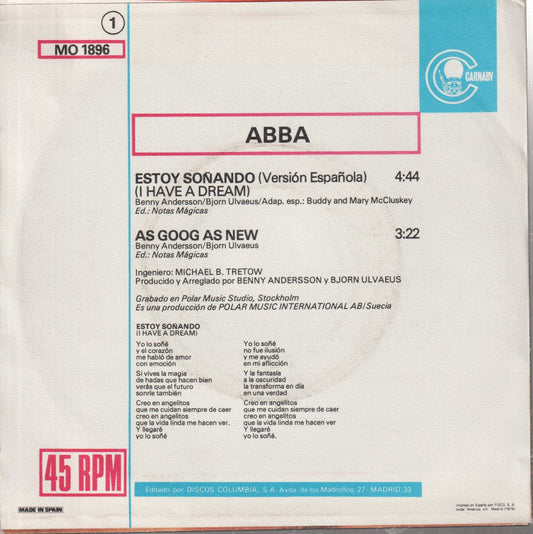 1
MO 1896
CARNABY
ABBA
ESTOY SOÑANDO (Versión Española) 4:44
(I HAVE A DREAM)
Benny Andersson/Bjorn Ulvaeus/Adap. esp.: Buddy and Mary McCluskey
Ed.: Notas Mágicas
AS GOOG AS NEW 3:22
Benny Andersson/Bjorn Ulvaeus
Ed.: Notas Mágicas
Ingeniero: MICHAEL B. TRETOW
Producido y Arreglado por BENNY ANDERSSON y BJORN ULVAEUS
Grabado en Polar Music Studio, Stockholm
Es una producción de POLAR MUSIC INTERNATIONAL AB/Suecia
ESTOY SOÑANDO
(I HAVE A DREAM)
Yo lo soñé
y el corazón
me habló de amor
con emoción
Si vives la magia
de hadas que hacen bien
verás que el futuro
sonríe también
Creo en angelitos
que me cuidan siempre de caer
creo en angelitos
que la vida linda me hacen ver.
Y llegaré
yo lo soñé
Yo lo soñé
no fue ilusión
y me ayudó
en mi aflicción
Y la fantasía
a la oscuridad
la transforma en día
en una verdad
Creo en angelitos
que me cuidan siempre de caer
creo en angelitos
que la vida linda me hacen ver
Y llegaré
yo lo soñé.
45 RPM
MADE IN SPAIN
Editado por DISCOS COLUMBIA, S.A. Avda. de los Madroños, 27 - MADRID-33
Impreso en España por FOCO, S. A.
Avda. América, s/n Madrid (1979)